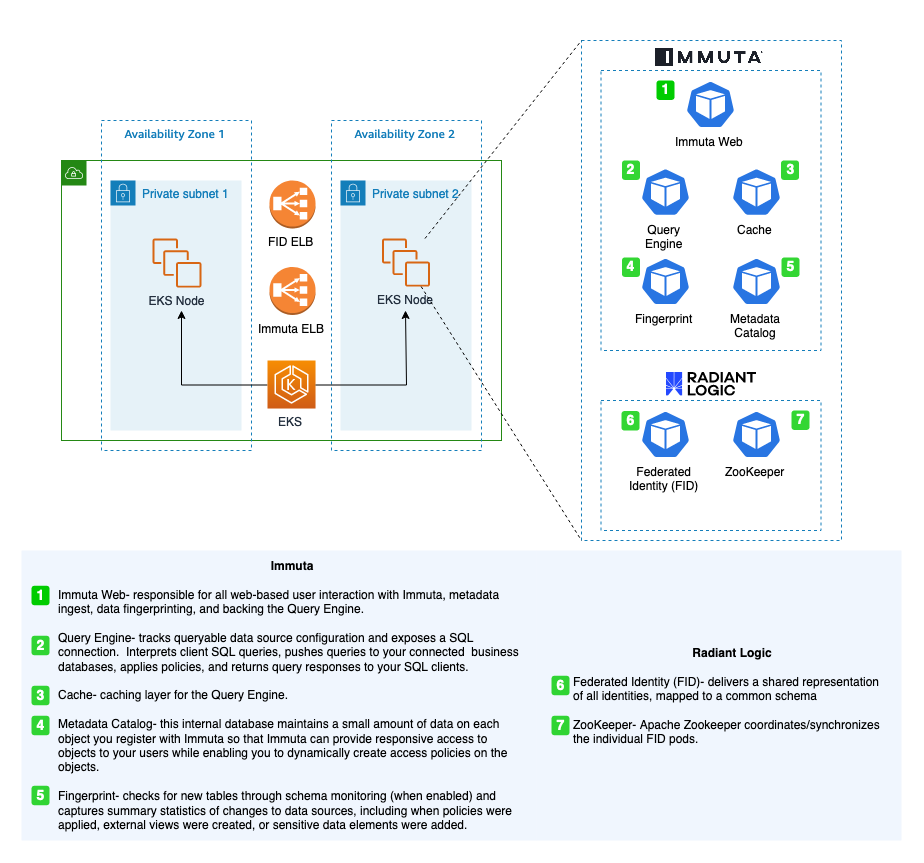 IMMUTA
1
Immuta Web
Availability Zone 1
Availability Zone 2
Private subnet 1
Private subnet 2
2
3
FID ELB
Query
Engine
Cache
4
5
EKS Node
EKS Node
Immuta ELB
Fingerprint
Metadata
Catalog
EKS
RADIANT
LOGIC
6
7
Federated
Identity (FID)
ZooKeeper
Immuta
1 Immuta Web- responsible for all web-based user interaction with Immuta, metadata
ingest, data fingerprinting, and backing the Query Engine.
2 Query Engine- tracks queryable data source configuration and exposes a SQL
connection. Interprets client SQL queries, pushes queries to your connected business
databases, applies policies, and returns query responses to your SQL clients.
3 Cache- caching layer for the Query Engine.
4 Metadata Catalog- this internal database maintains a small amount of data on each
object you register with Immuta so that Immuta can provide responsive access to
objects to your users while enabling you to dynamically create access policies on the
objects.
5 Fingerprint- checks for new tables through schema monitoring (when enabled) and
captures summary statistics of changes to data sources, including when policies were
applied, external views were created, or sensitive data elements were added.
Radiant Logic
6 Federated Identity (FID)- delivers a shared representation
of all identities, mapped to a common schema
7 ZooKeeper- Apache Zookeeper coordinates/synchronizes
the individual FID pods.